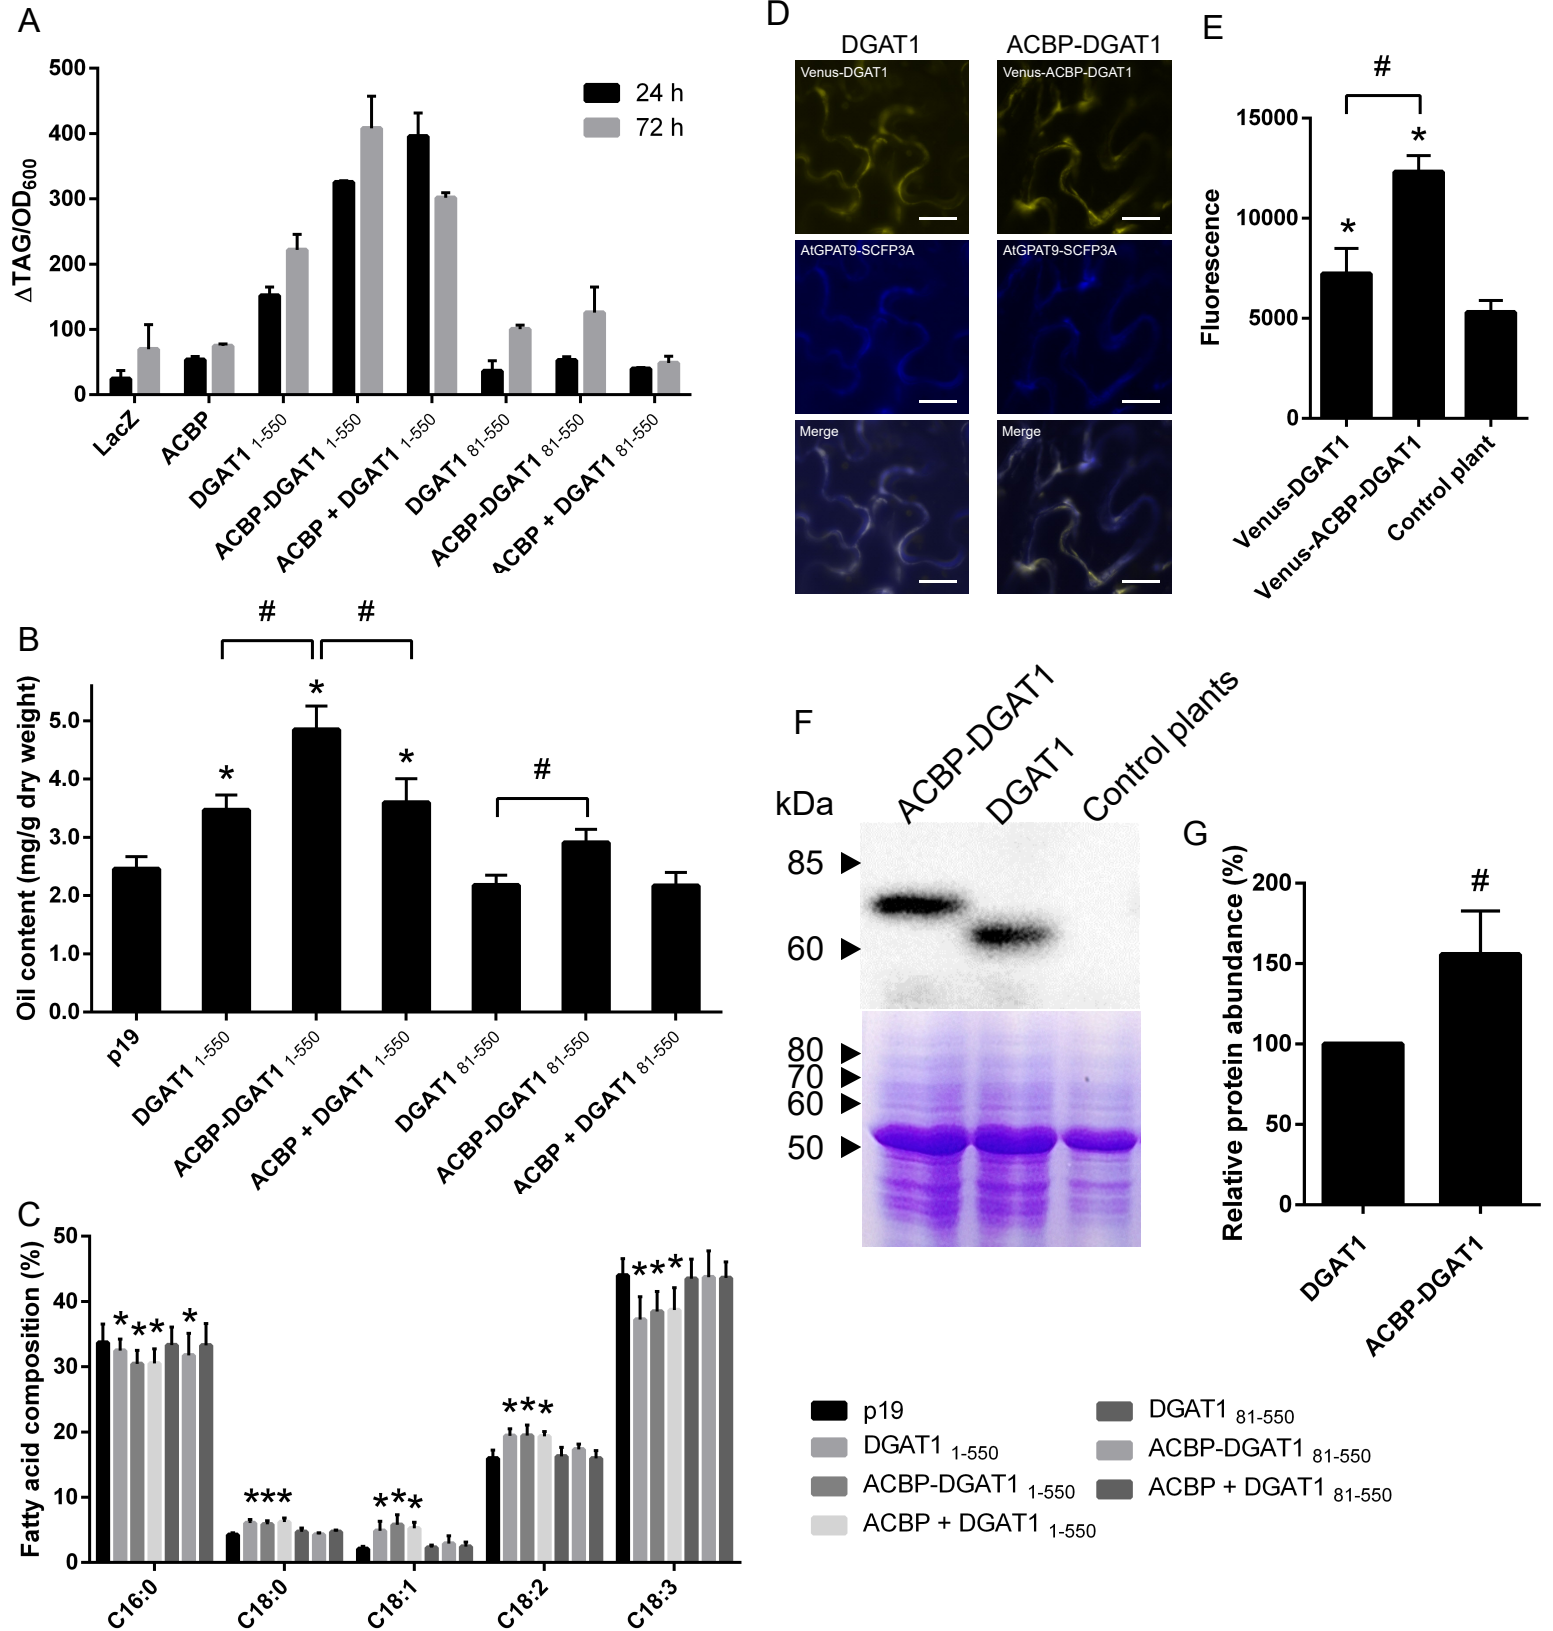 A
500
400
300
200
100
0
ΔTAG/OD600
24 h
72 h
LacZ
ACBP
DGAT1 1-550
ACBP-DGAT1 1-550
ACBP + DGAT1 1-550
DGAT1 81-550
ACBP-DGAT1 81-550
ACBP + DGAT1 81-550
B
# #
* * *
#
5.0
4.0
3.0
2.0
1.0
0.0
Oil content (mg/g dry weight)
p19
DGAT1 1-550
ACBP-DGAT1 1-550
ACBP + DGAT1 1-550
DGAT1 81-550
ACBP-DGAT1 81-550
ACBP + DGAT1 81-550
C
50
40
30
20
10
0
Fatty acid composition (%)
* * * *
* * *
* * *
* * *
* * *
C16:0
C18:0
C18:1
C18:2
C18:3
D
DGAT1
ACBP-DGAT1
Venus-DGAT1
Venus-ACBP-DGAT1
AtGPAT9-SCFP3A
AtGPAT9-SCFP3A
Merge
Merge
E
#
* *
15000
10000
5000
0
Fluorescence
Venus-DGAT1
Venus-ACBP-DGAT1
Control plant
F
kDa
ACBP-DGAT1
DGAT1
Control plants
85
60
80
70
60
50
G
#
200
150
100
50
0
Relative protein abundance (%)
DGAT1
ACBP-DGAT1
p19
DGAT1 1-550
ACBP-DGAT1 1-550
ACBP + DGAT1 1-550
DGAT1 81-550
ACBP-DGAT1 81-550
ACBP + DGAT1 81-550